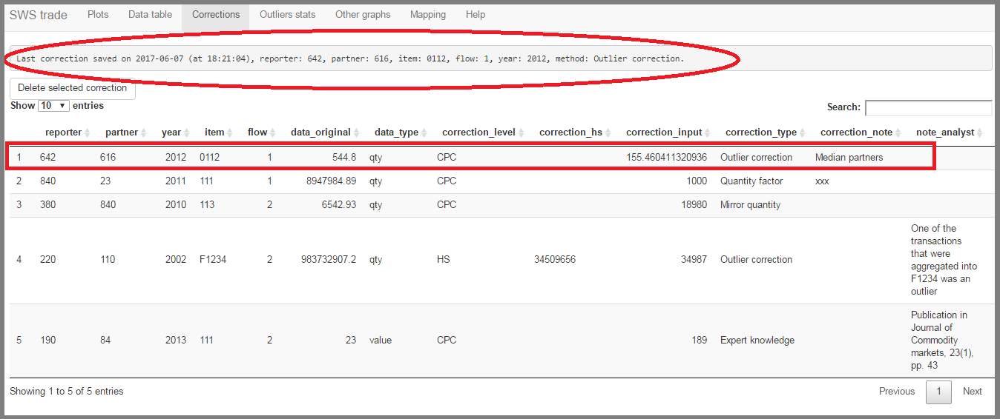 SWS trade Plots Data table Corrections Outliers stats Other graphs Mapping Help
Last correction saved on 2017-06-07 (at 18:21:04), reporter: 642, partner: 616, item: 0112, flow: 1, year: 2012, method: Outlier correction.
Delete selected correction
Show 10 entries
Search:
reporter partner year item flow data_original data_type correction_level correction_hs correction_input correction_type correction_note note_analyst
1 642 616 2012 0112 1 544.8 qty CPC 155.460411320936 Outlier correction Median partners
2 840 23 2011 111 1 8947984.89 qty CPC 1000 Quantity factor xxx
3 380 840 2010 113 2 6542.93 qty CPC 18980 Mirror quantity
4 220 110 2002 F1234 2 983732907.2 qty HS 34509656 34987 Outlier correction
One of the
transactions
that were
aggregated into
F1234 was an
outlier
5 190 84 2013 111 2 23 value CPC 189 Expert knowledge
Publication in
Journal of
Commodity
markets, 23(1),
pp. 43
Showing 1 to 5 of 5 entries
Previous 1 Next